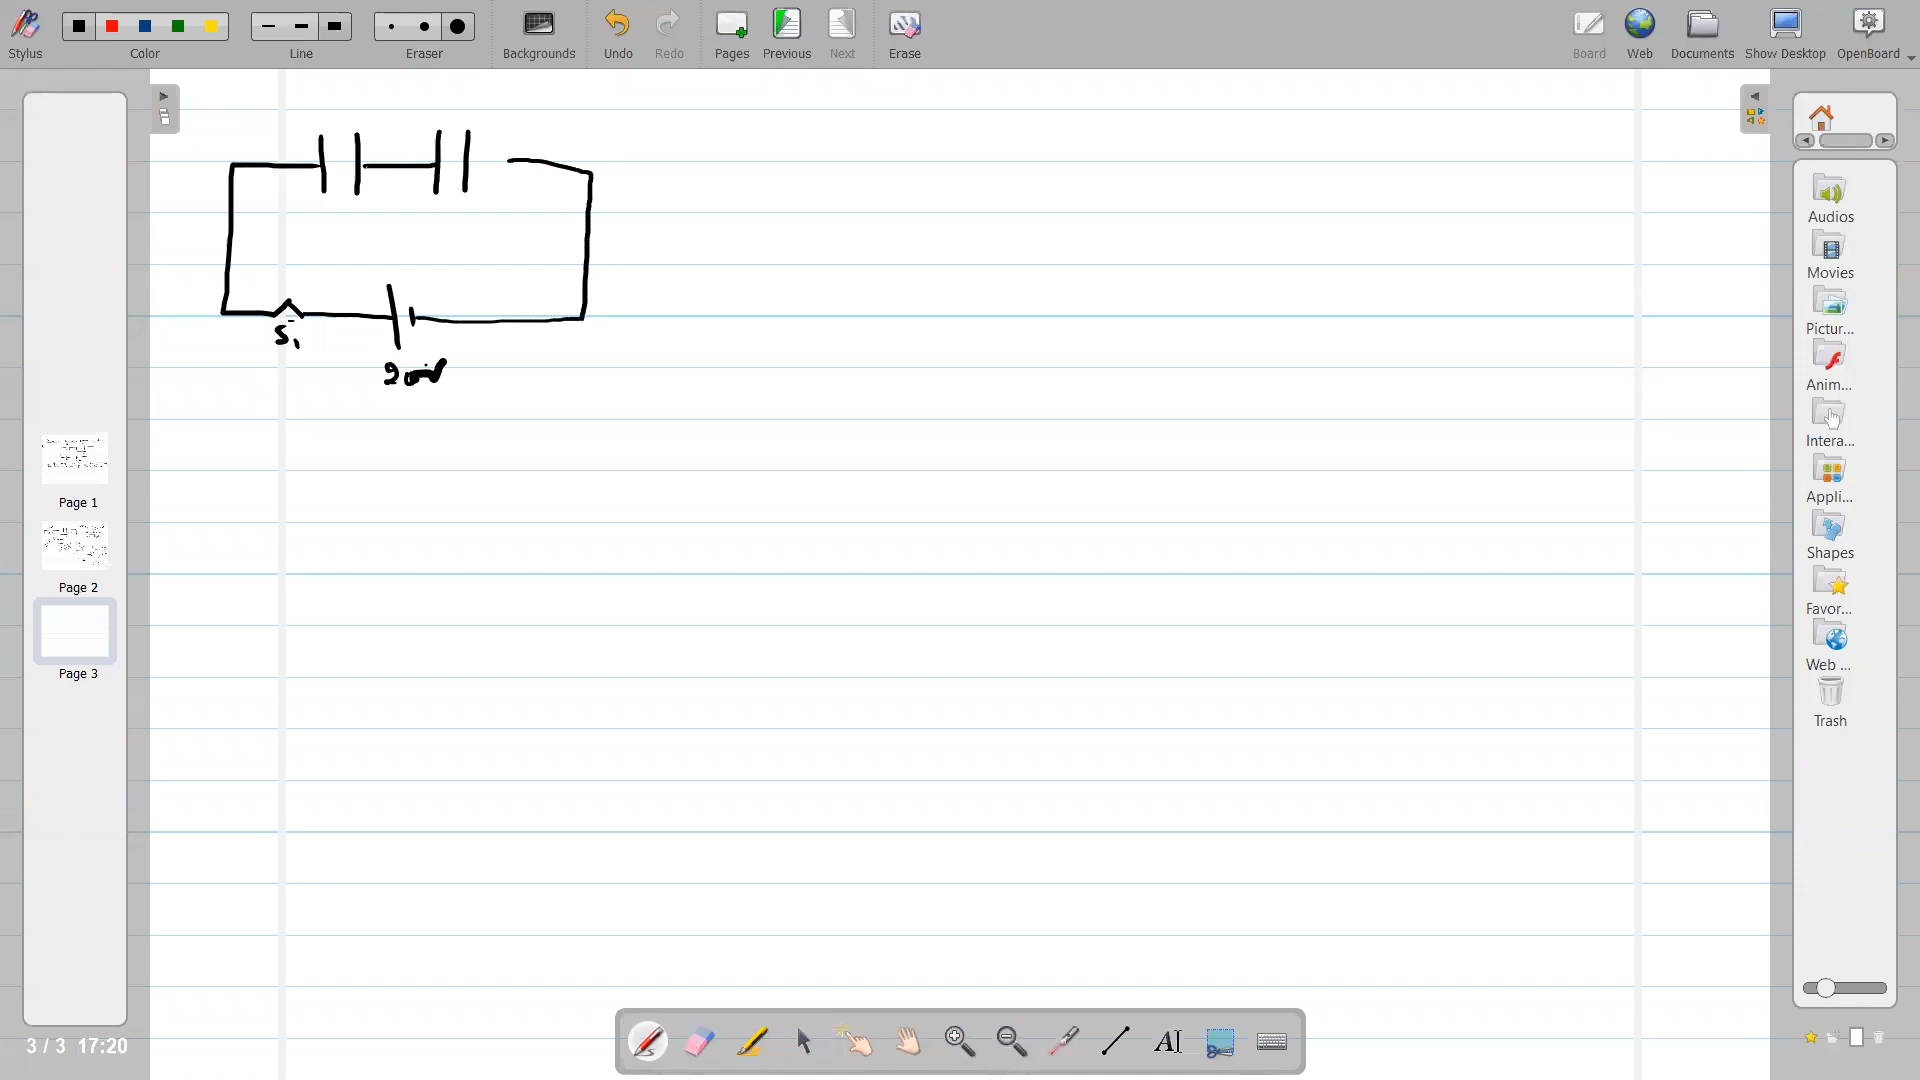 Stylus
Color
Line
Eraser
Backgrounds
Undo
Redo
Pages
Previous
Next
Erase
Board
Web
Documents
Show Desktop
OpenBoard
Page 1
Page 2
Page 3
S₁
Audios
Movies
Pictur...
Anim...
Intera...
Appli...
Shapes
Favor...
Web ...
Trash
3 / 3 17:20
AI